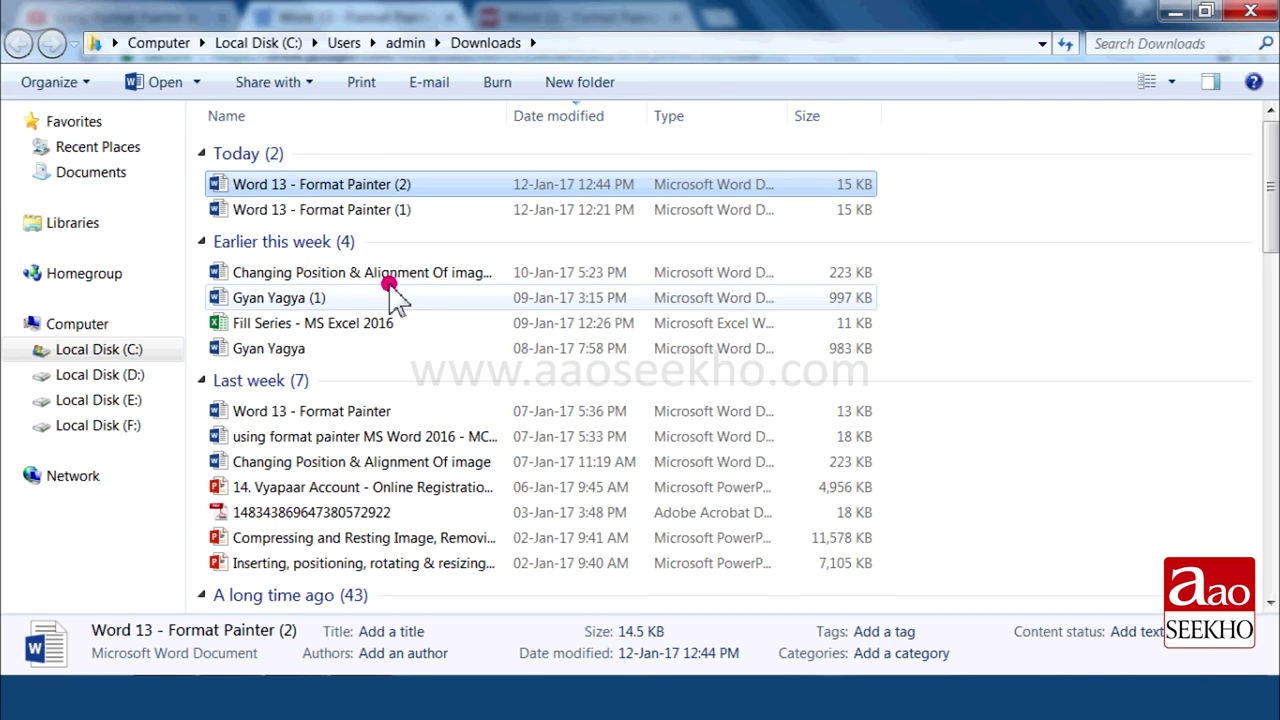 Computer Local Disk (C:) Users admin Downloads Search Downloads
Organize Open Share with Print E-mail Burn New folder
Name Date modified Type Size
Favorites
Recent Places
Documents
Libraries
Homegroup
Computer
Local Disk (C:)
Local Disk (D:)
Local Disk (E:)
Local Disk (F:)
Network
Today (2)
Word 13 - Format Painter (2) 12-Jan-17 12:44 PM Microsoft Word D... 15 KB
Word 13 - Format Painter (1) 12-Jan-17 12:21 PM Microsoft Word D... 15 KB
Earlier this week (4)
Changing Position & Alignment Of imag... 10-Jan-17 5:23 PM Microsoft Word D... 223 KB
Gyan Yagya (1) 09-Jan-17 3:15 PM Microsoft Word D... 997 KB
Fill Series - MS Excel 2016 09-Jan-17 12:26 PM Microsoft Excel W... 11 KB
Gyan Yagya 08-Jan-17 7:58 PM Microsoft Word D... 983 KB
www.aaoseekho.com
Last week (7)
Word 13 - Format Painter 07-Jan-17 5:36 PM Microsoft Word D... 13 KB
using format painter MS Word 2016 - MC... 07-Jan-17 5:33 PM Microsoft Word D... 18 KB
Changing Position & Alignment Of image 07-Jan-17 11:19 AM Microsoft Word D... 223 KB
14. Vyapaar Account - Online Registratio... 06-Jan-17 9:45 AM Microsoft PowerP... 4,956 KB
148343869647380572922 03-Jan-17 3:48 PM Adobe Acrobat D... 18 KB
Compressing and Resting Image, Removi... 02-Jan-17 9:41 AM Microsoft PowerP... 11,578 KB
Inserting, positioning, rotating & resizing... 02-Jan-17 9:40 AM Microsoft PowerP... 7,105 KB
A long time ago (43)
aao
SEEKHO
Word 13 - Format Painter (2) Title: Add a title Size: 14.5 KB Tags: Add a tag Content status: Add text
Microsoft Word Document Authors: Add an author Date modified: 12-Jan-17 12:44 PM Categories: Add a category